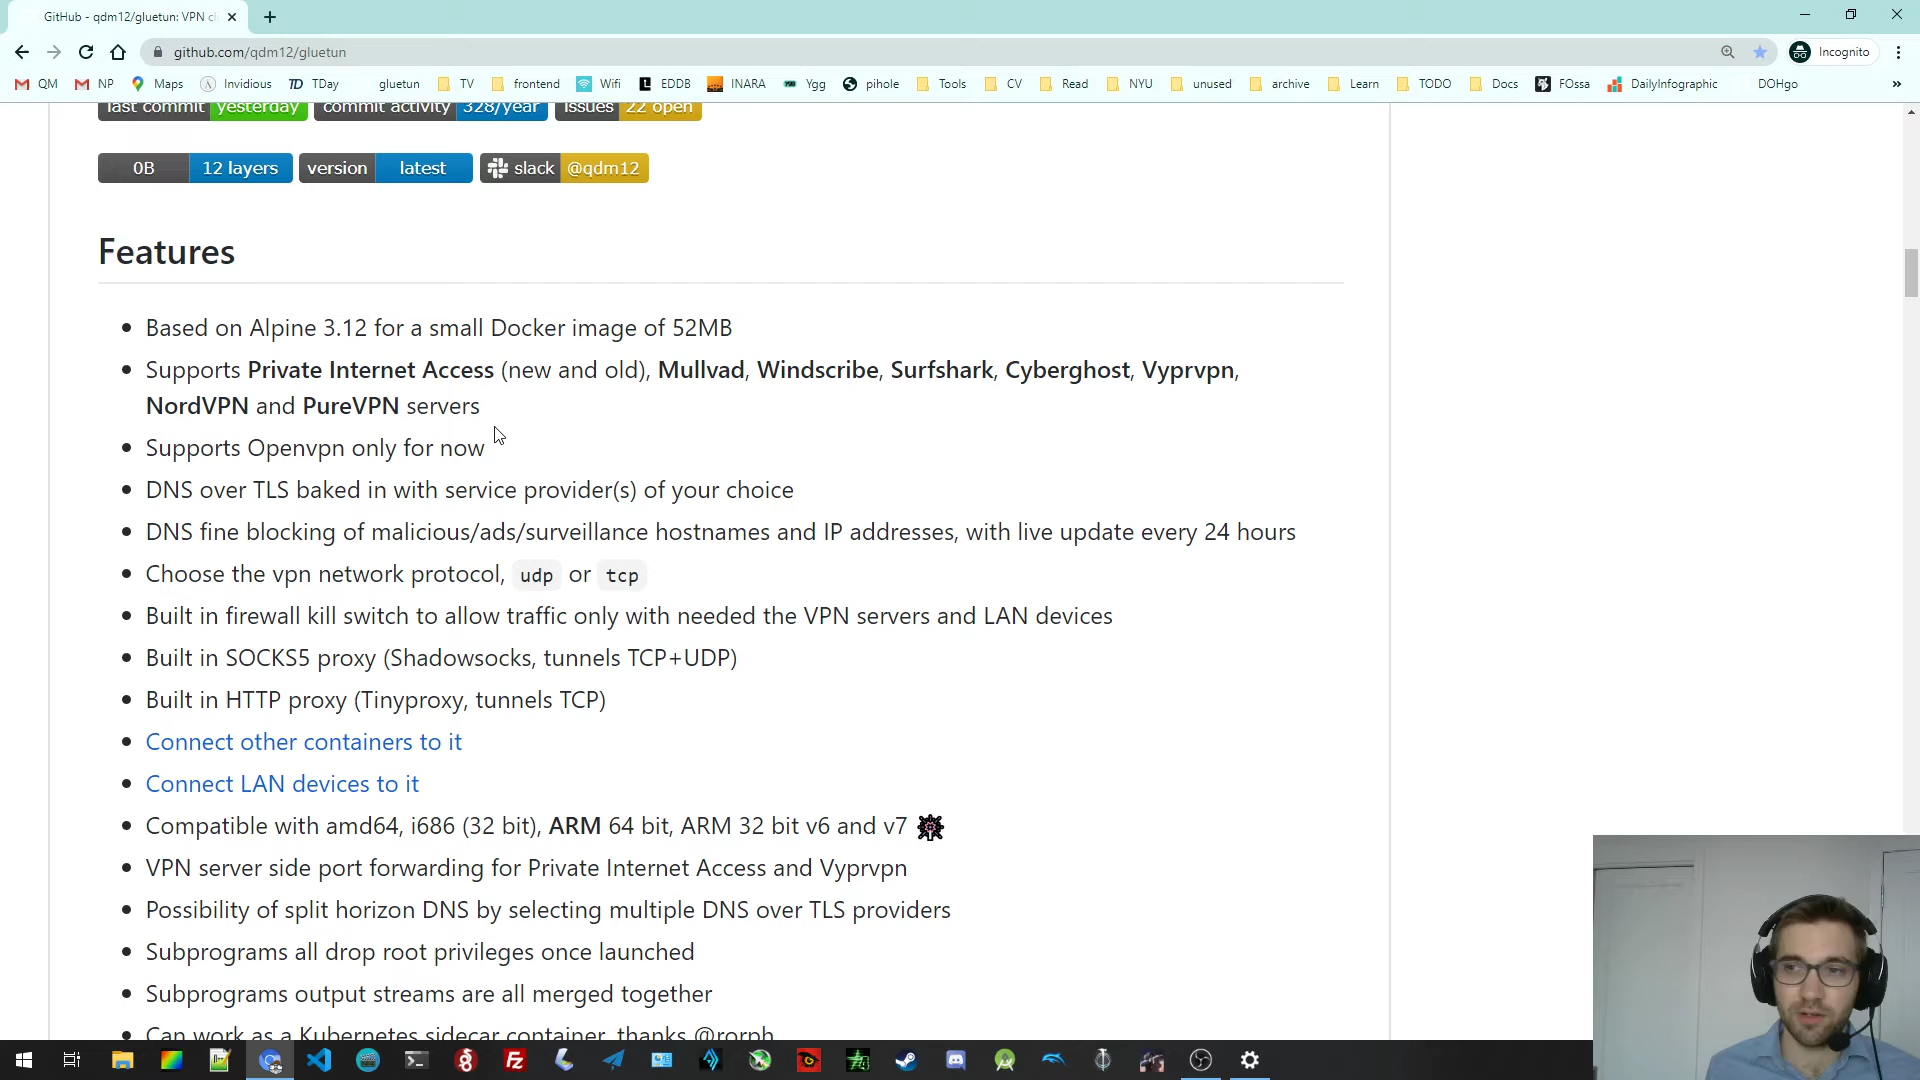 GitHub - qdm12/gluetun: VPN cl
github.com/qdm12/gluetun
Incognito
QM NP Maps Invidious TDay gluetun TV frontend Wifi EDDB INARA Ygg pihole Tools CV Read NYU unused archive Learn TODO Docs FOssa DailyInfographic DOHgo »
last commit yesterday commit activity 328/year issues 22 open
0B 12 layers version latest slack @qdm12
Features
Based on Alpine 3.12 for a small Docker image of 52MB
Supports Private Internet Access (new and old), Mullvad, Windscribe, Surfshark, Cyberghost, Vyprvpn,
NordVPN and PureVPN servers
Supports Openvpn only for now
DNS over TLS baked in with service provider(s) of your choice
DNS fine blocking of malicious/ads/surveillance hostnames and IP addresses, with live update every 24 hours
Choose the vpn network protocol, udp or tcp
Built in firewall kill switch to allow traffic only with needed the VPN servers and LAN devices
Built in SOCKS5 proxy (Shadowsocks, tunnels TCP+UDP)
Built in HTTP proxy (Tinyproxy, tunnels TCP)
Connect other containers to it
Connect LAN devices to it
Compatible with amd64, i686 (32 bit), ARM 64 bit, ARM 32 bit v6 and v7
VPN server side port forwarding for Private Internet Access and Vyprvpn
Possibility of split horizon DNS by selecting multiple DNS over TLS providers
Subprograms all drop root privileges once launched
Subprograms output streams are all merged together
Can work as a Kubernetes sidecar container, thanks @rorph